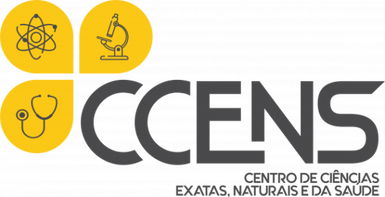 CCENS
CENTRO DE CIÊNCIAS
EXATAS, NATURAIS E DA SAÚDE